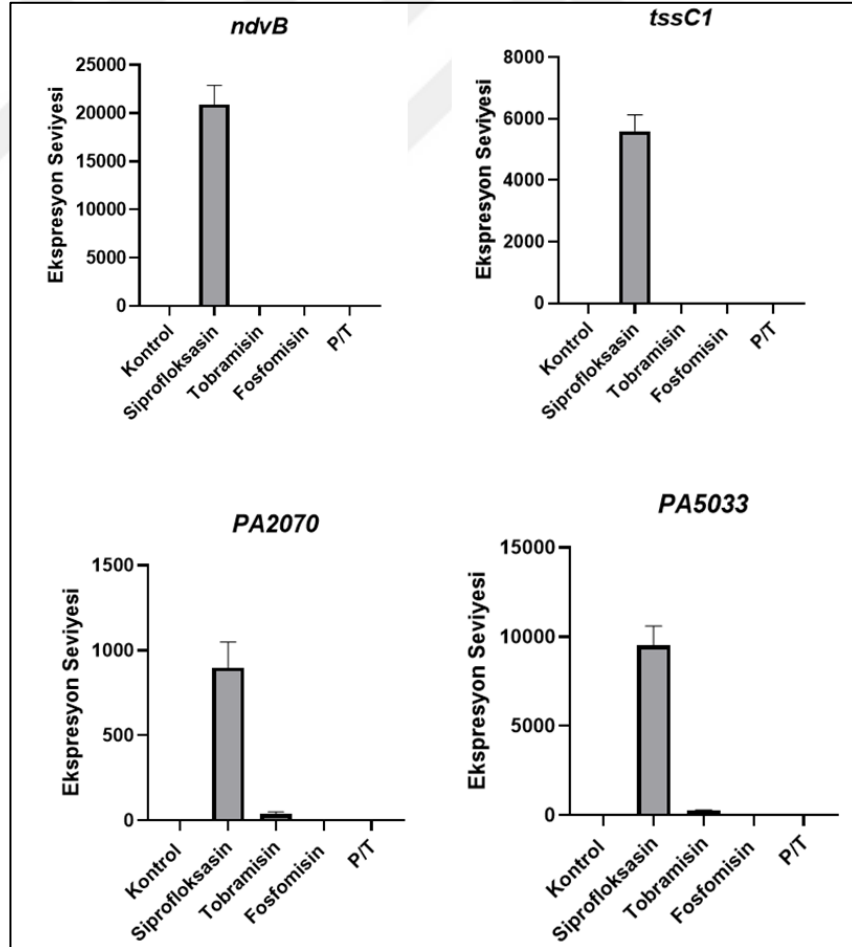 ndvB
Ekspresyon Seviyesi
25000
20000
15000
10000
5000
0
Kontrol
Siprofloksasin
Tobramisin
Fosfomisin
P/T
tssC1
Ekspresyon Seviyesi
8000
6000
4000
2000
0
Kontrol
Siprofloksasin
Tobramisin
Fosfomisin
P/T
PA2070
Ekspresyon Seviyesi
1500
1000
500
0
Kontrol
Siprofloksasin
Tobramisin
Fosfomisin
P/T
PA5033
Ekspresyon Seviyesi
15000
10000
5000
0
Kontrol
Siprofloksasin
Tobramisin
Fosfomisin
P/T